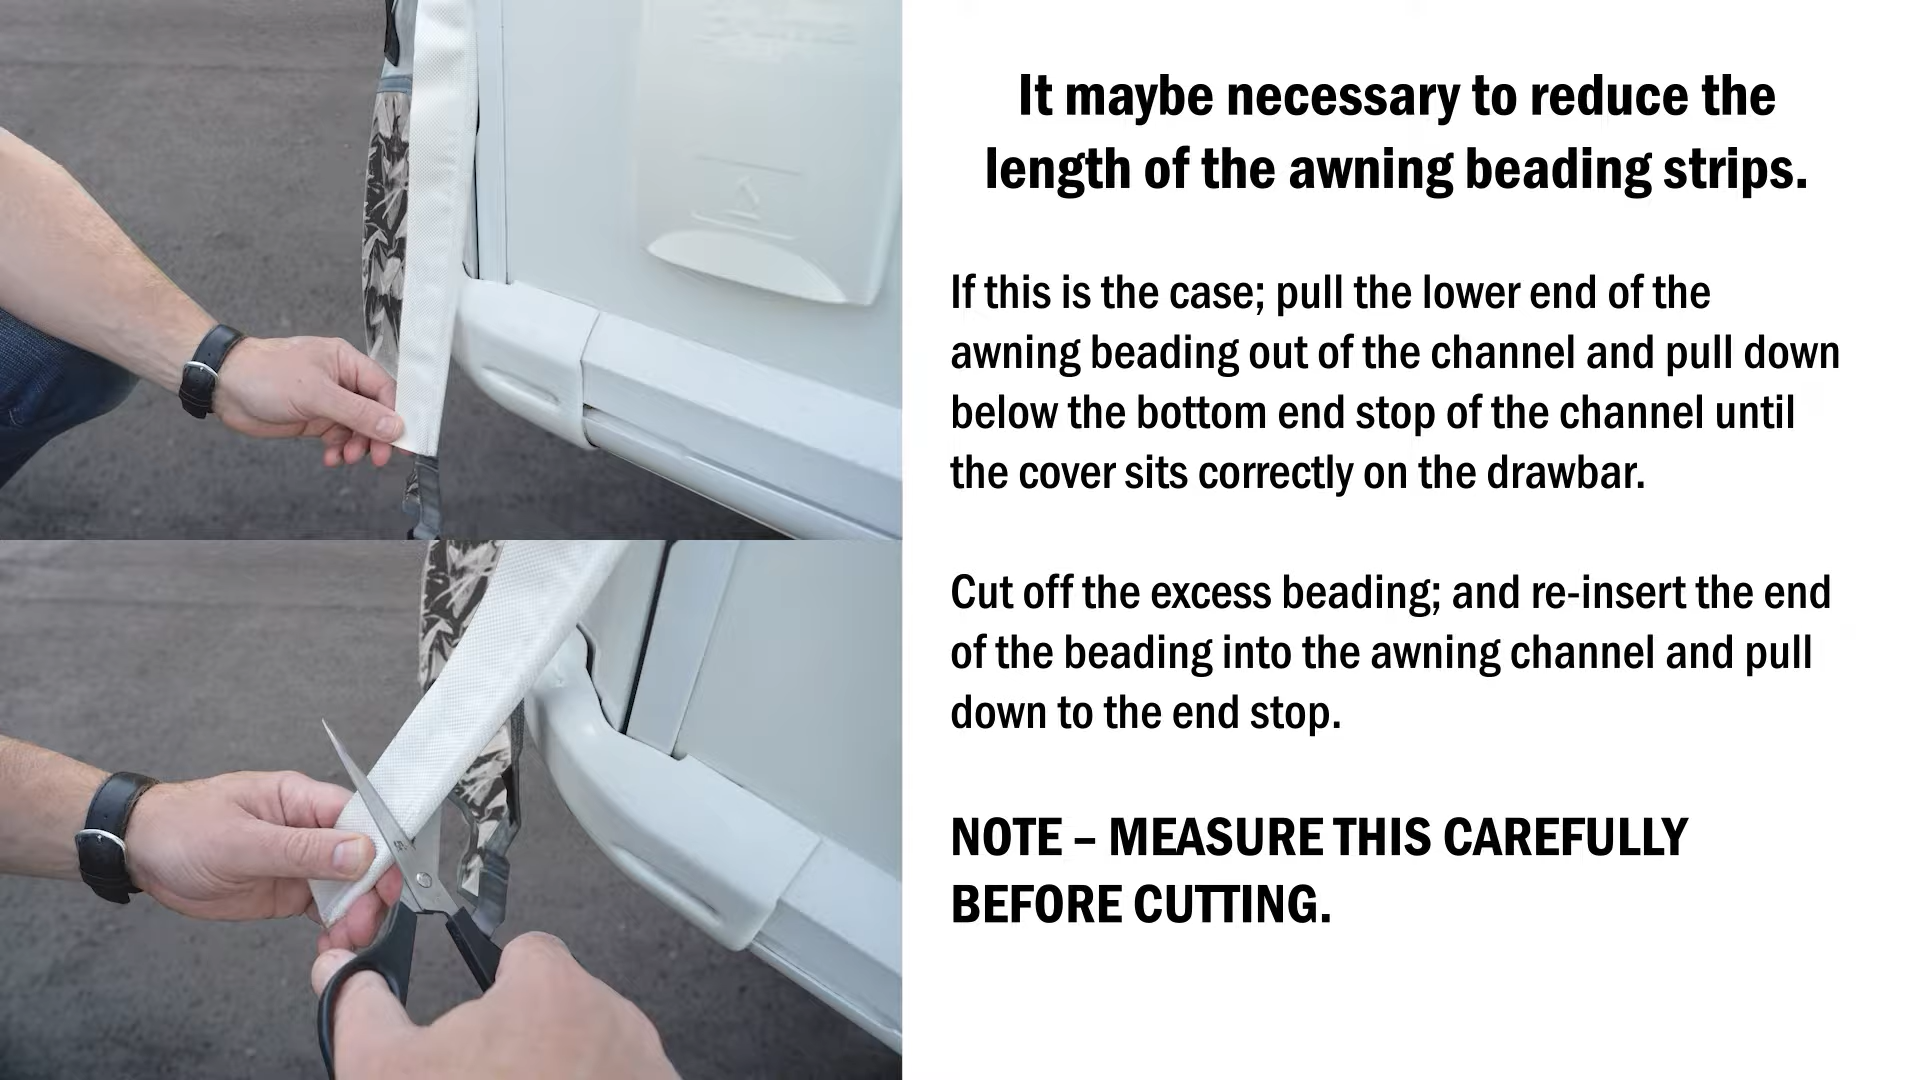 It maybe necessary to reduce the
length of the awning beading strips.
If this is the case; pull the lower end of the
awning beading out of the channel and pull down
below the bottom end stop of the channel until
the cover sits correctly on the drawbar.
Cut off the excess beading; and re-insert the end
of the beading into the awning channel and pull
down to the end stop.
NOTE – MEASURE THIS CAREFULLY
BEFORE CUTTING.